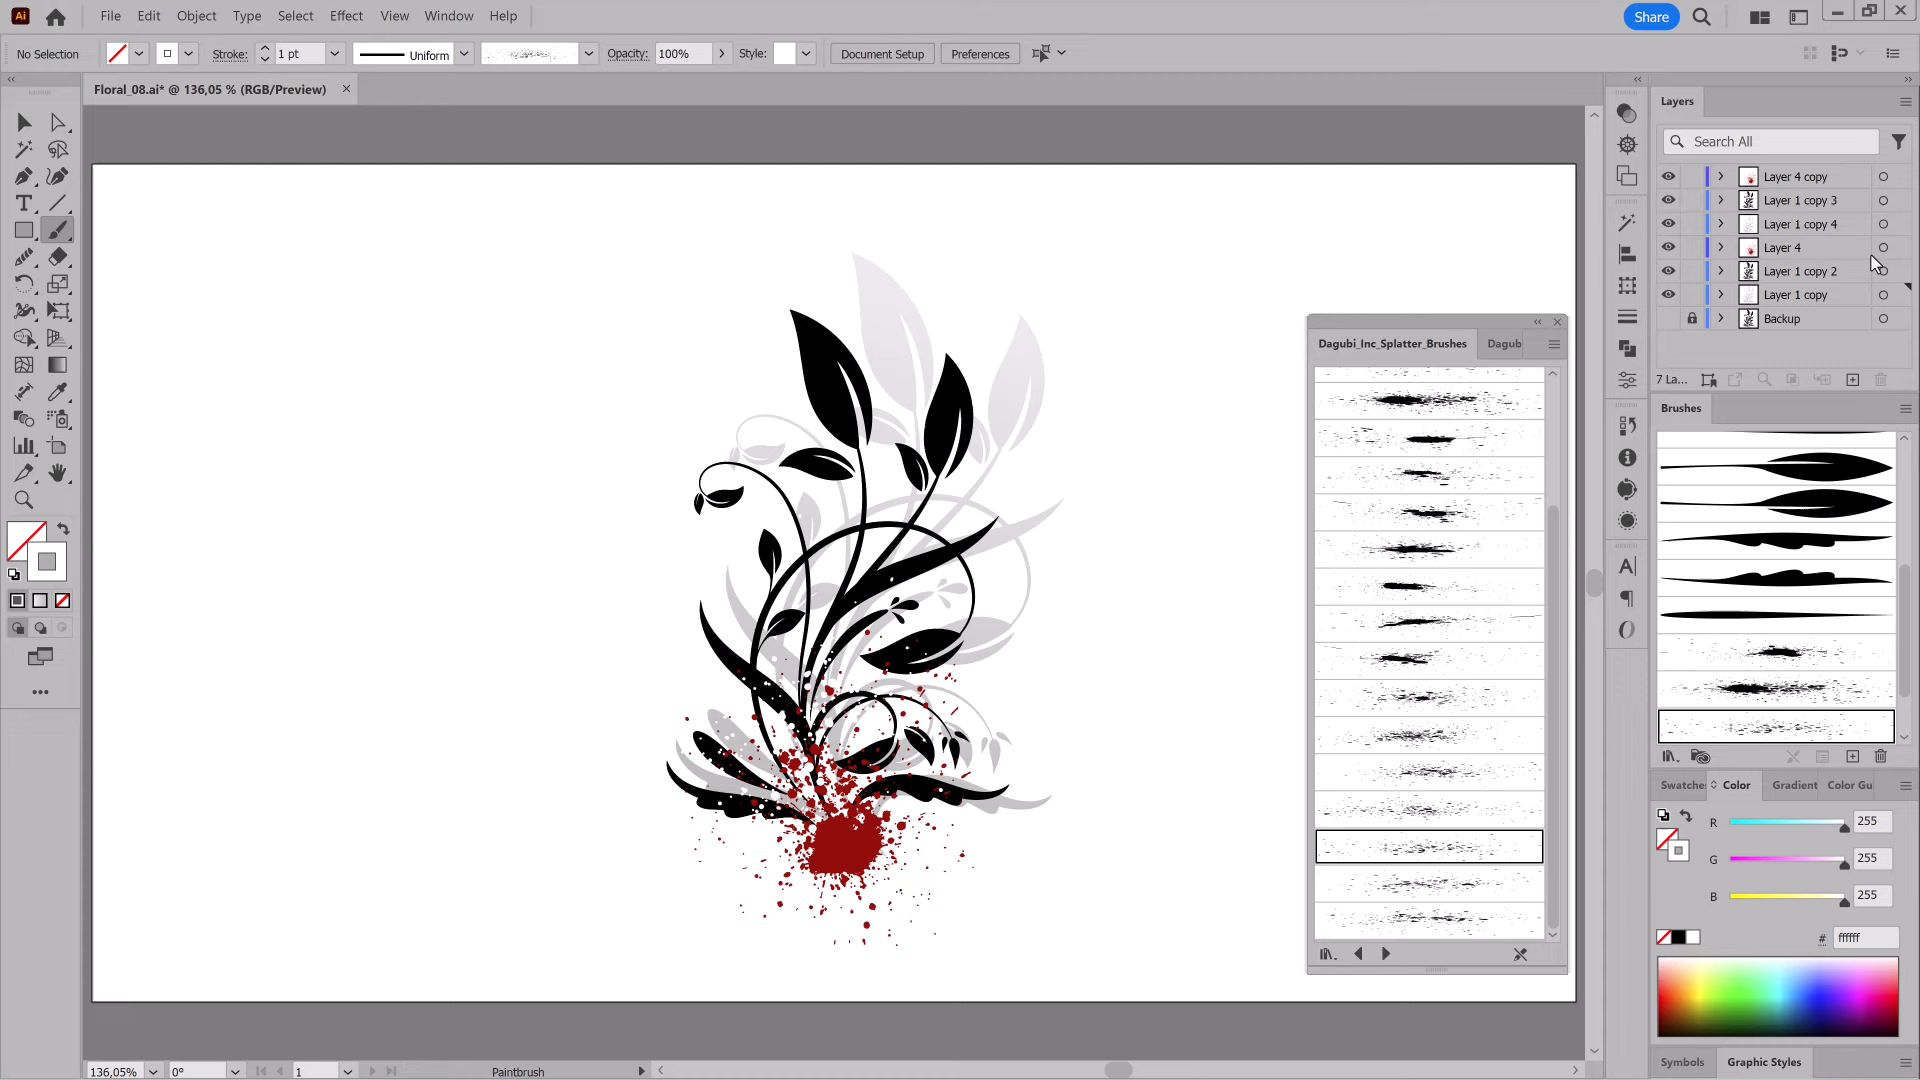 Ai File Edit Object Type Select Effect View Window Help Share
No Selection Stroke: 1 pt Uniform Opacity: 100% Style: Document Setup Preferences
Floral_08.ai* @ 136,05 % (RGB/Preview)
Layers
Search All
Layer 4 copy
Layer 1 copy 3
Layer 1 copy 4
Layer 4
Layer 1 copy 2
Layer 1 copy
Backup
7 La...
Dagubi_Inc_Splatter_Brushes Dagub
Brushes
Swatches Color Gradient Color Gu
R 255
G 255
B 255
# ffffff
Symbols Graphic Styles
136,05% 0° 1 Paintbrush